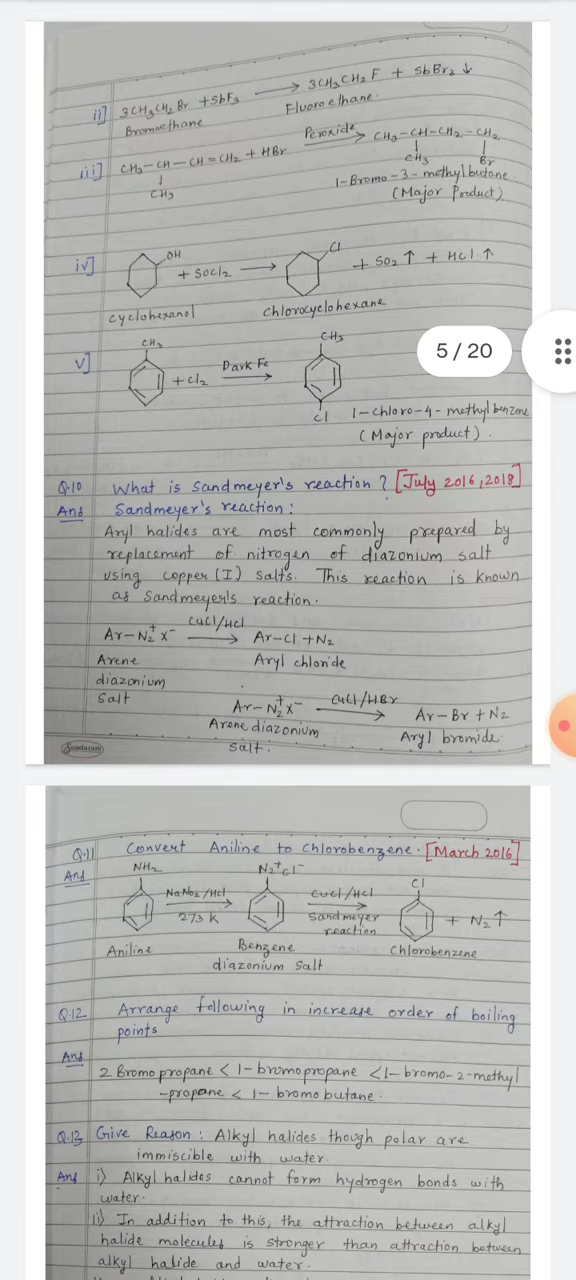 ii] 3CH₃CH₂Br + SbF₃ ⟶ 3CH₃CH₂F + SbBr₂ ↓
Bromoethane Fluoroethane.
iii] CH₃-CH-CH=CH₂ + HBr Peroxide⟶ CH₃-CH-CH₂-CH₂
CH₃ CH₃ Br
1-Bromo-3-methylbutane
(Major Product)
iv] OH + SOCl₂ ⟶ Cl + SO₂ ↑ + HCl ↑
cyclohexanol chlorocyclohexane
5 / 20
v] CH₃ + Cl₂ Dark Fe⟶ CH₃
Cl
1-chloro-4-methylbenzene
(Major product).
Q.10 What is Sandmeyer's reaction? [July 2016,2018]
Ans Sandmeyer's reaction:
Aryl halides are most commonly prepared by
replacement of nitrogen of diazonium salt
using copper (I) salts. This reaction is known
as Sandmeyer's reaction.
Ar-N₂⁺X⁻ CuCl/HCl⟶ Ar-Cl + N₂
Arene Aryl chloride
diazonium
Salt
Ar-N₂⁺X⁻ CuCl/HBr⟶ Ar-Br + N₂
Arene diazonium Aryl bromide
Salt.
Sundaram
Q.11 Convert Aniline to Chlorobenzene. [March 2016]
Ans NH₂ NaNo₂/Hcl⟶ 273 k N₂⁺cl⁻ CuCl/HCl⟶ Sandmeyer reaction Cl + N₂↑
Aniline Benzene Chlorobenzene
diazonium Salt
Q.12 Arrange following in increase order of boiling
points
Ans
2 Bromopropane < 1-bromopropane < 1-bromo-2-methyl
-propane < 1-bromobutane.
Q.13 Give Reason : Alkyl halides though polar are
immiscible with water.
Ans i) Alkyl halides cannot form hydrogen bonds with
water.
ii) In addition to this, the attraction between alkyl
halide molecules is stronger than attraction between
alkyl halide and water.